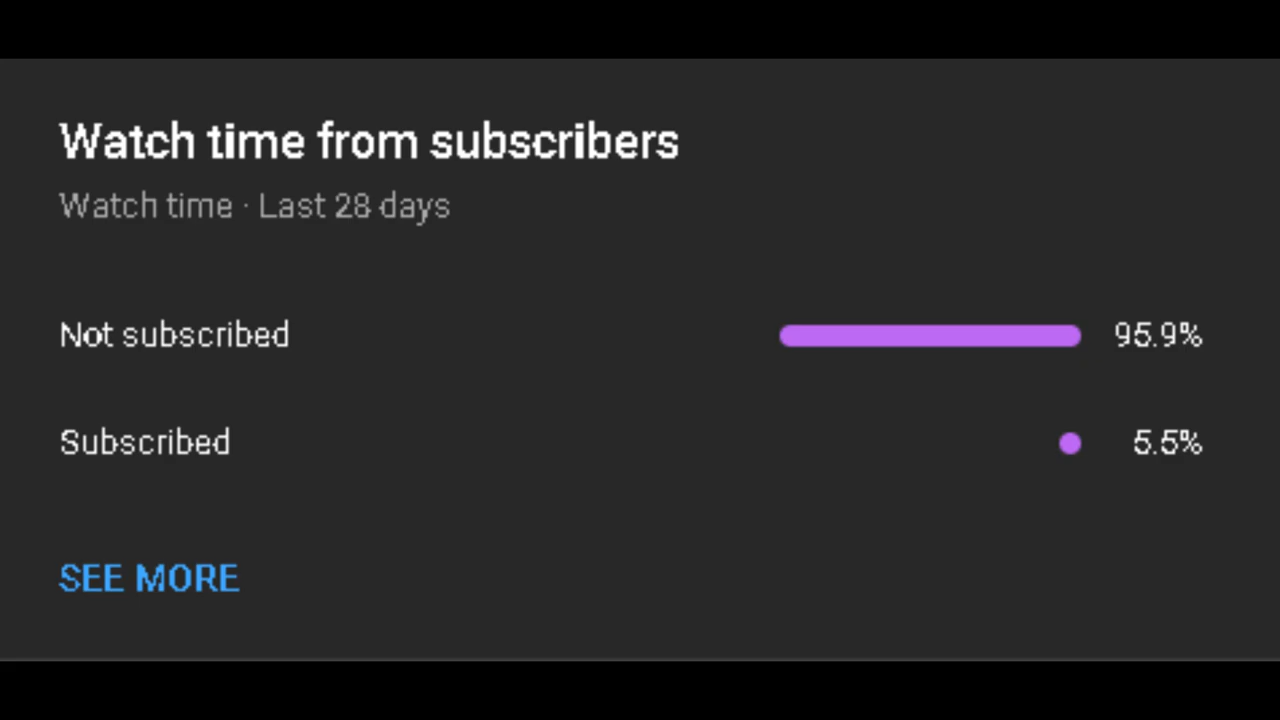 Watch time from subscribers
Watch time · Last 28 days
Not subscribed 95.9%
Subscribed 5.5%
SEE MORE